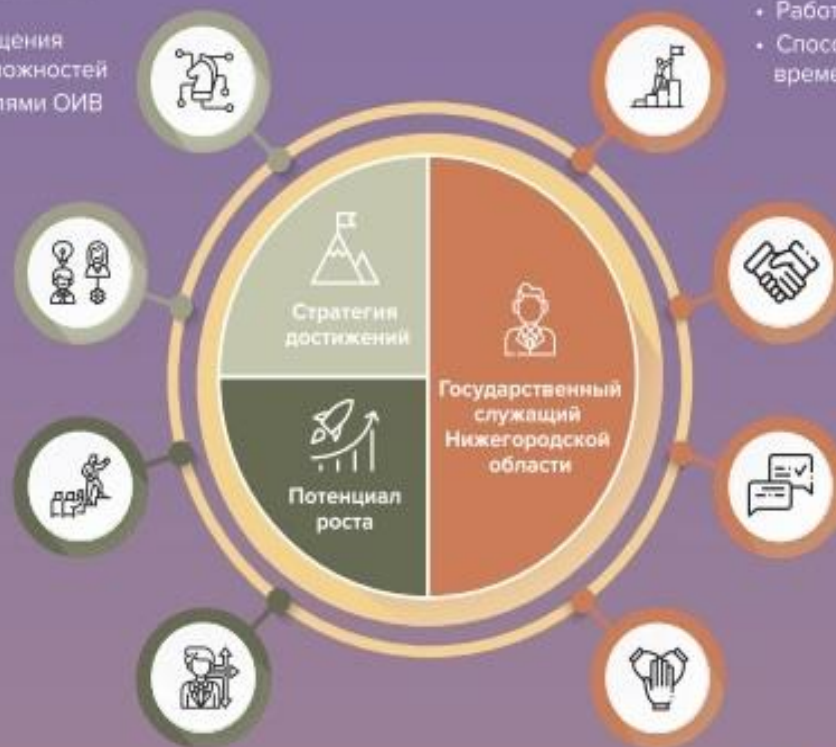 • Работ
• Спосо
време
щения
ожностей
ями ОИВ
Стратегия
достижений
Государственный
служащий
Нижегородской
области
Потенциал
роста